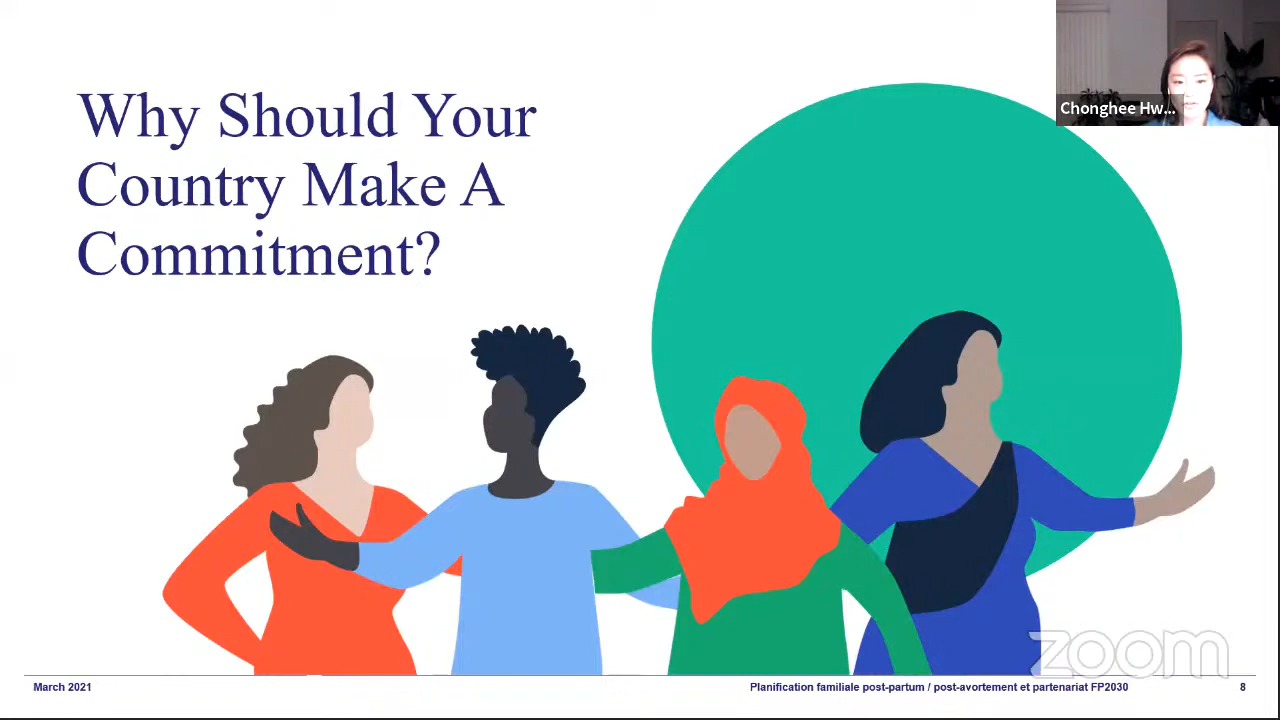 Why Should Your
Country Make A
Commitment?
Chonghee Hw...
zoom
March 2021
Planification familiale post-partum / post-avortement et partenariat FP2030
8